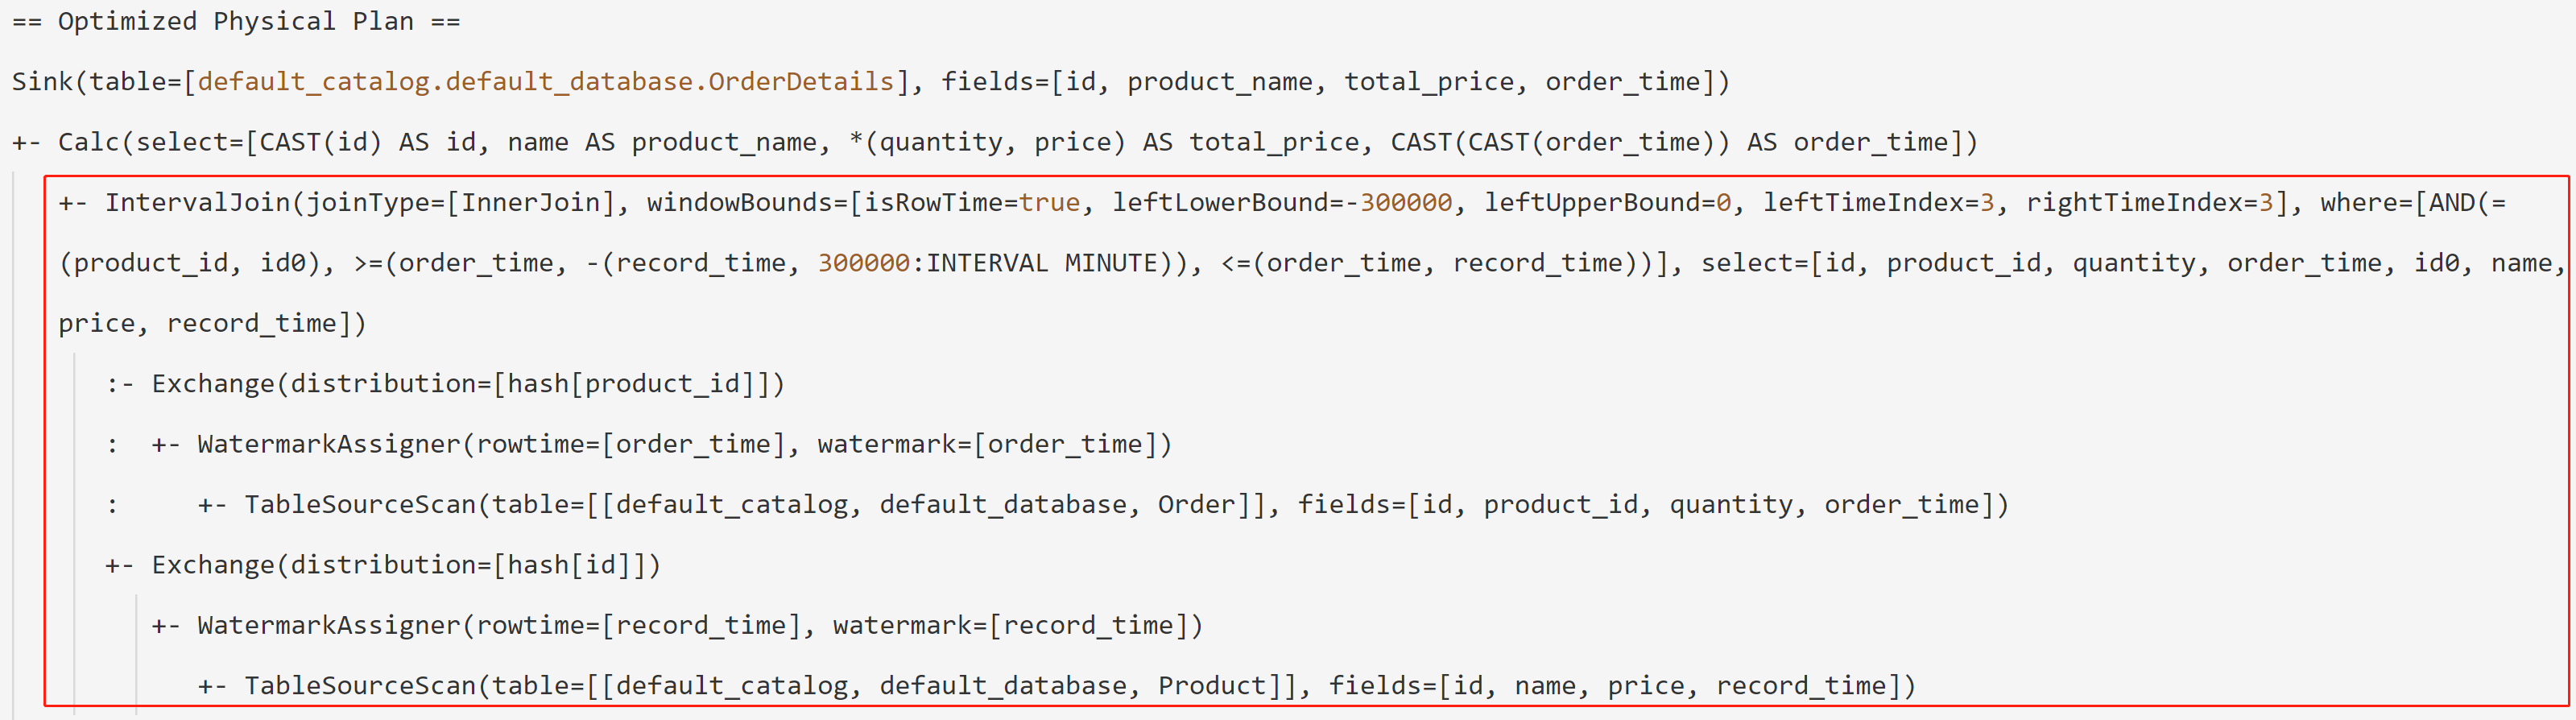 == Optimized Physical Plan ==
Sink(table=[default_catalog.default_database.OrderDetails], fields=[id, product_name, total_price, order_time])
+- Calc(select=[CAST(id) AS id, name AS product_name, *(quantity, price) AS total_price, CAST(CAST(order_time)) AS order_time])
+- IntervalJoin(joinType=[InnerJoin], windowBounds=[isRowTime=true, leftLowerBound=-300000, leftUpperBound=0, leftTimeIndex=3, rightTimeIndex=3], where=[AND(=
(product_id, id0), >=(order_time, -(record_time, 300000:INTERVAL MINUTE)), <=(order_time, record_time))], select=[id, product_id, quantity, order_time, id0, name,
price, record_time])
:- Exchange(distribution=[hash[product_id]])
:  +- WatermarkAssigner(rowtime=[order_time], watermark=[order_time])
:     +- TableSourceScan(table=[[default_catalog, default_database, Order]], fields=[id, product_id, quantity, order_time])
+- Exchange(distribution=[hash[id]])
+- WatermarkAssigner(rowtime=[record_time], watermark=[record_time])
+- TableSourceScan(table=[[default_catalog, default_database, Product]], fields=[id, name, price, record_time])